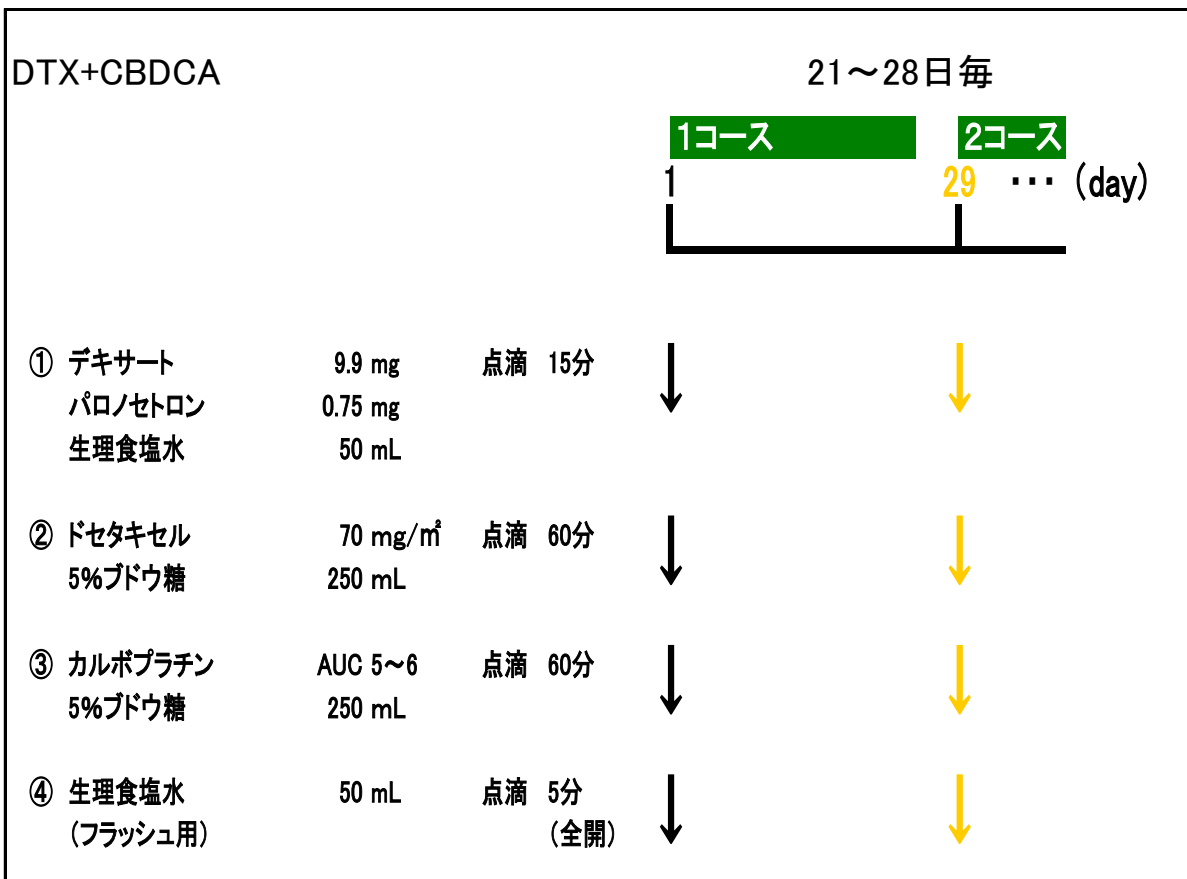 DTX+CBDCA 21～28日毎
1コース 2コース
1 29 ･･･ (day)
① デキサート 9.9 mg 点滴 15分
パロノセトロン 0.75 mg
生理食塩水 50 mL
② ドセタキセル 70 mg/㎡ 点滴 60分
5%ブドウ糖 250 mL
③ カルボプラチン AUC 5～6 点滴 60分
5%ブドウ糖 250 mL
④ 生理食塩水 50 mL 点滴 5分
(フラッシュ用) (全開)